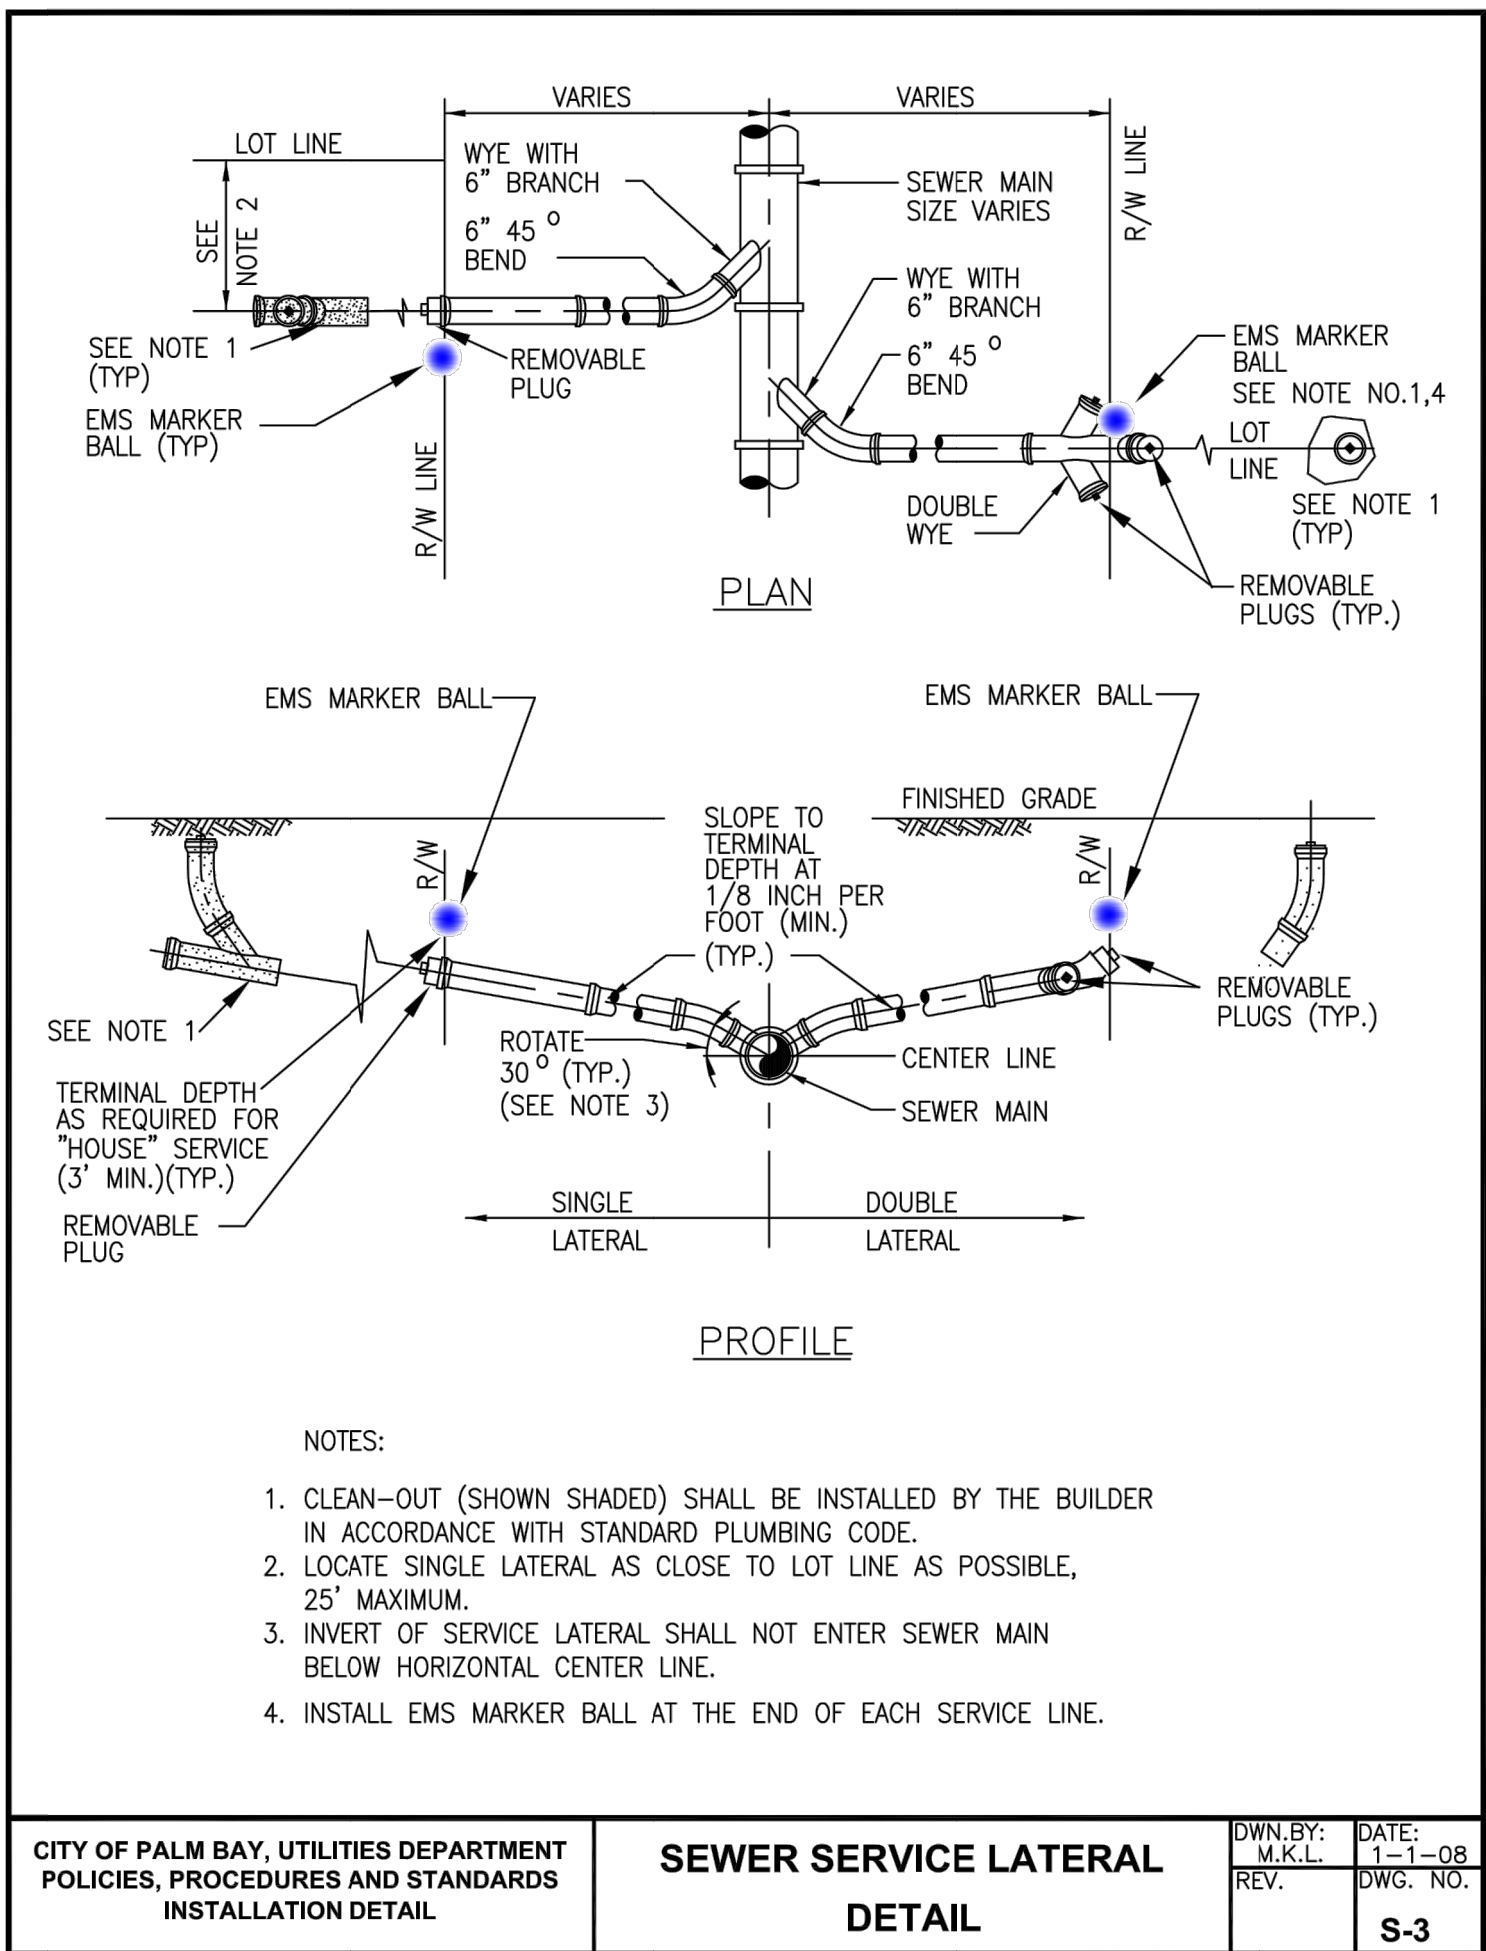 VARIES
VARIES
LOT LINE
SEE
NOTE 2
WYE WITH
6" BRANCH
6" 45 °
BEND
SEWER MAIN
SIZE VARIES
R/W LINE
WYE WITH
6" BRANCH
6" 45 °
BEND
SEE NOTE 1
(TYP)
EMS MARKER
BALL (TYP)
REMOVABLE
PLUG
R/W LINE
EMS MARKER
BALL
SEE NOTE NO.1,4
LOT
LINE
SEE NOTE 1
(TYP)
DOUBLE
WYE
REMOVABLE
PLUGS (TYP.)
PLAN
EMS MARKER BALL
EMS MARKER BALL
FINISHED GRADE
SLOPE TO
TERMINAL
DEPTH AT
1/8 INCH PER
FOOT (MIN.)
(TYP.)
R/W
R/W
REMOVABLE
PLUGS (TYP.)
SEE NOTE 1
ROTATE
30° (TYP.)
(SEE NOTE 3)
CENTER LINE
SEWER MAIN
TERMINAL DEPTH
AS REQUIRED FOR
"HOUSE" SERVICE
(3' MIN.)(TYP.)
REMOVABLE
PLUG
SINGLE
LATERAL
DOUBLE
LATERAL
PROFILE
NOTES:
1. CLEAN-OUT (SHOWN SHADED) SHALL BE INSTALLED BY THE BUILDER
IN ACCORDANCE WITH STANDARD PLUMBING CODE.
2. LOCATE SINGLE LATERAL AS CLOSE TO LOT LINE AS POSSIBLE,
25' MAXIMUM.
3. INVERT OF SERVICE LATERAL SHALL NOT ENTER SEWER MAIN
BELOW HORIZONTAL CENTER LINE.
4. INSTALL EMS MARKER BALL AT THE END OF EACH SERVICE LINE.
CITY OF PALM BAY, UTILITIES DEPARTMENT
POLICIES, PROCEDURES AND STANDARDS
INSTALLATION DETAIL
SEWER SERVICE LATERAL
DETAIL
DWN.BY:
M.K.L.
DATE:
1-1-08
REV.
DWG. NO.
S-3